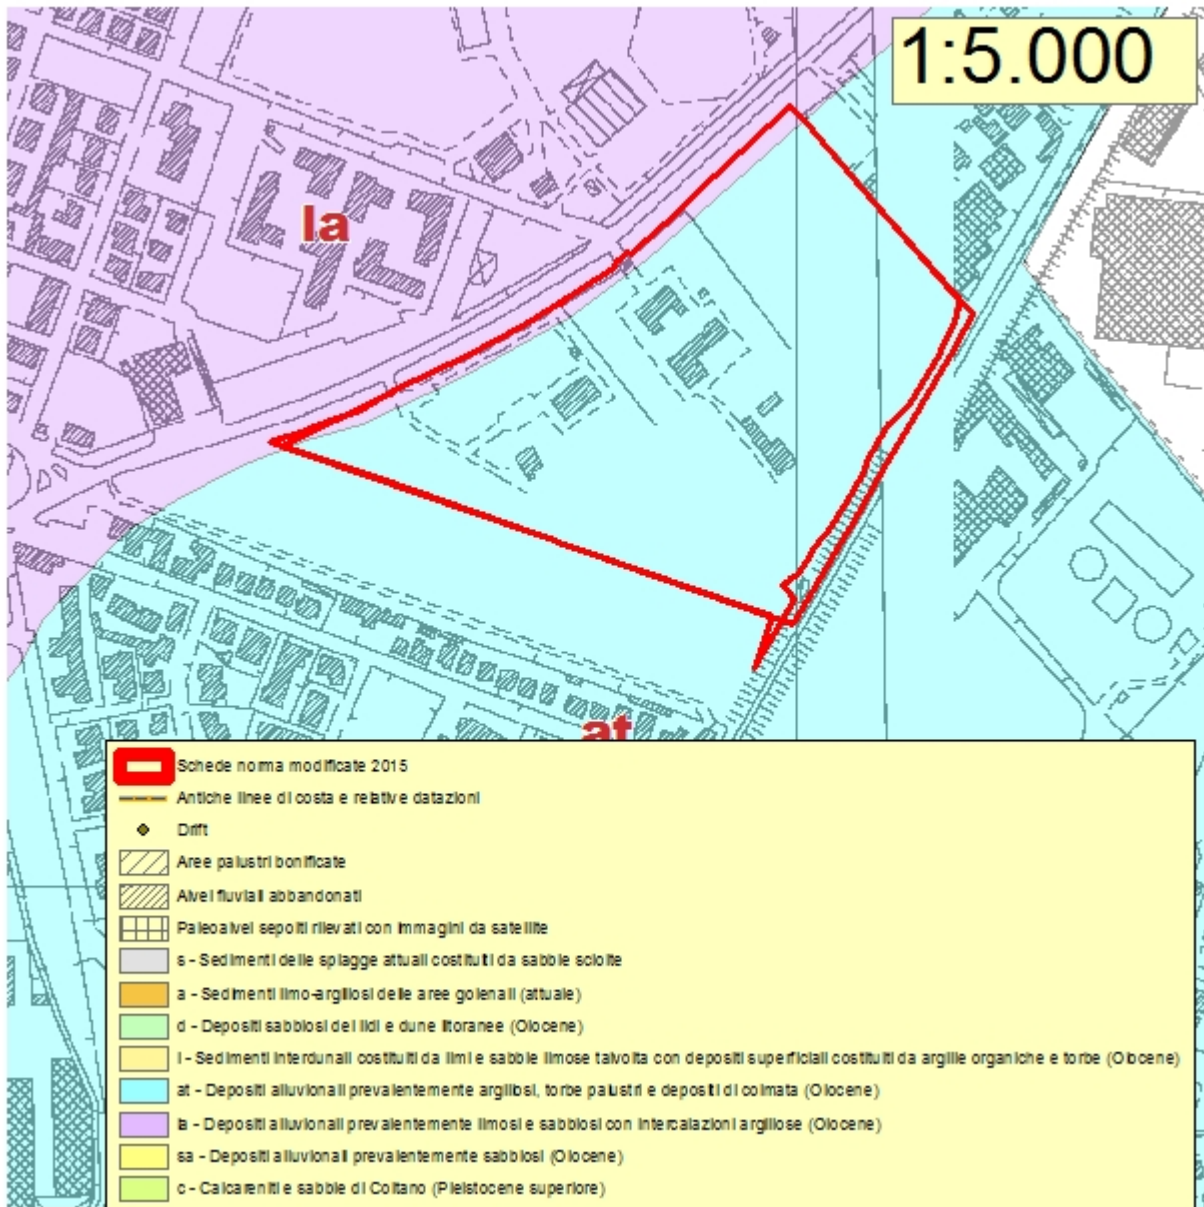 1:5.000
la
at
Schede norma modificate 2015
Antiche linee di costa e relative datazioni
Drift
Aree palustri bonificate
Alvei fluviali abbandonati
Paleoalvei sepolti rilevati con immagini da satellite
s - Sedimenti delle spiagge attuali costituiti da sabbie sciolte
a - Sedimenti limo-argillosi delle aree golenali (attuale)
d - Depositi sabbiosi dei lidi e dune litoranee (Olocene)
i - Sedimenti interdunali costituiti da limi e sabbie limose talvolta con depositi superficiali costituiti da argille organiche e torbe (Olocene)
at - Depositi alluvionali prevalentemente argillosi, torbe palustri e depositi di colmata (Olocene)
la - Depositi alluvionali prevalentemente limosi e sabbiosi con intercalazioni argillose (Olocene)
sa - Depositi alluvionali prevalentemente sabbiosi (Olocene)
c - Calcareniti e sabbie di Coltano (Pleistocene superiore)